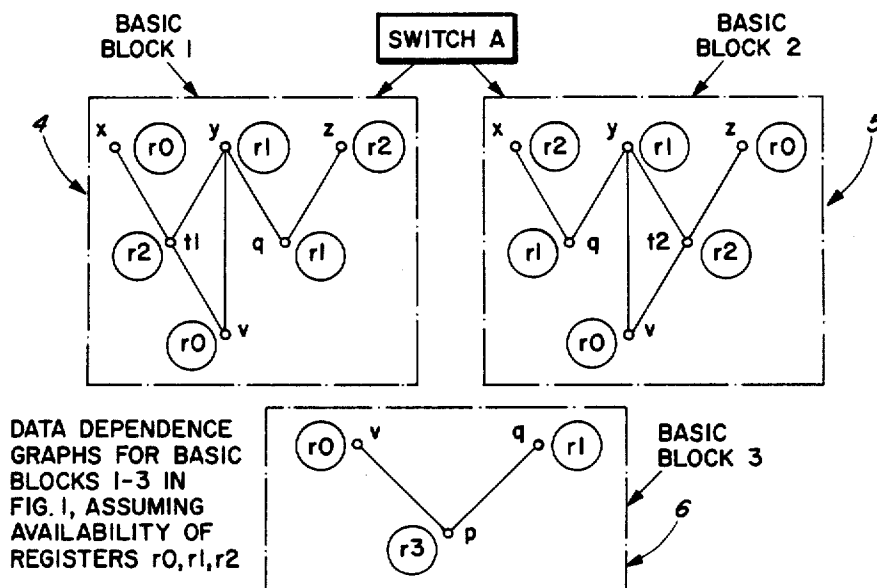 BASIC
BLOCK 1
SWITCH A
BASIC
BLOCK 2
4
x r0 y r1 z r2
r2 t1 q r1
r0 v
x r2 y r1 z r0
r1 q t2 r2
r0 v
5
DATA DEPENDENCE
GRAPHS FOR BASIC
BLOCKS 1-3 IN
FIG. 1, ASSUMING
AVAILABILITY OF
REGISTERS r0,r1,r2
r0 v q r1
r3 p
BASIC
BLOCK 3
6